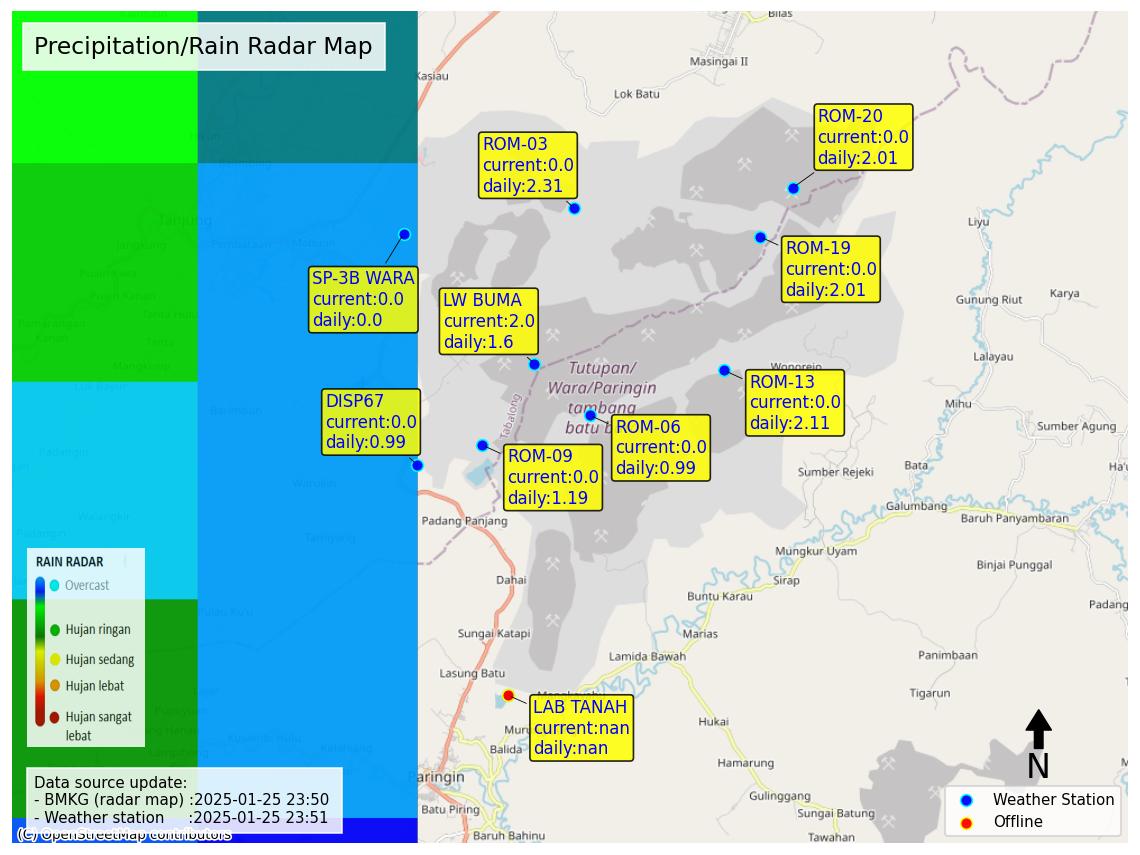 Precipitation/Rain Radar Map
Bilas
Masingai II
Kasiau
Lok Batu
ROM-20
current:0.0
daily:2.01
ROM-03
current:0.0
daily:2.31
Tanjung
Liyu
ROM-19
current:0.0
daily:2.01
SP-3B WARA
current:0.0
daily:0.0
LW BUMA
current:2.0
daily:1.6
Gunung Riut
Karya
Lalayau
Wonorejo
Tutupan/
Wara/Paringin
tambang
batu b
ROM-13
current:0.0
daily:2.11
DISP67
current:0.0
daily:0.99
Tabalong
ROM-06
current:0.0
daily:0.99
Mihu
Sumber Agung
ROM-09
current:0.0
daily:1.19
Sumber Rejeki
Bata
Ha'u
Galumbang
Baruh Panyambaran
Padang Panjang
Mungkur Uyam
Binjai Punggal
Sirap
Dahai
Buntu Karau
Padang
RAIN RADAR
Overcast
Hujan ringan
Hujan sedang
Hujan lebat
Hujan sangat
lebat
Sungai Katapi
Marias
Lamida Bawah
Panimbaan
Lasung Batu
Tigarun
LAB TANAH
current:nan
daily:nan
Muru
Balida
Hukai
Hamarung
N
Paringin
Batu Piring
Baruh Bahinu
Gulinggang
Sungai Batung
Tawahan
Data source update:
- BMKG (radar map) :2025-01-25 23:50
- Weather station :2025-01-25 23:51
(C) OpenStreetMap contributors
Weather Station
Offline